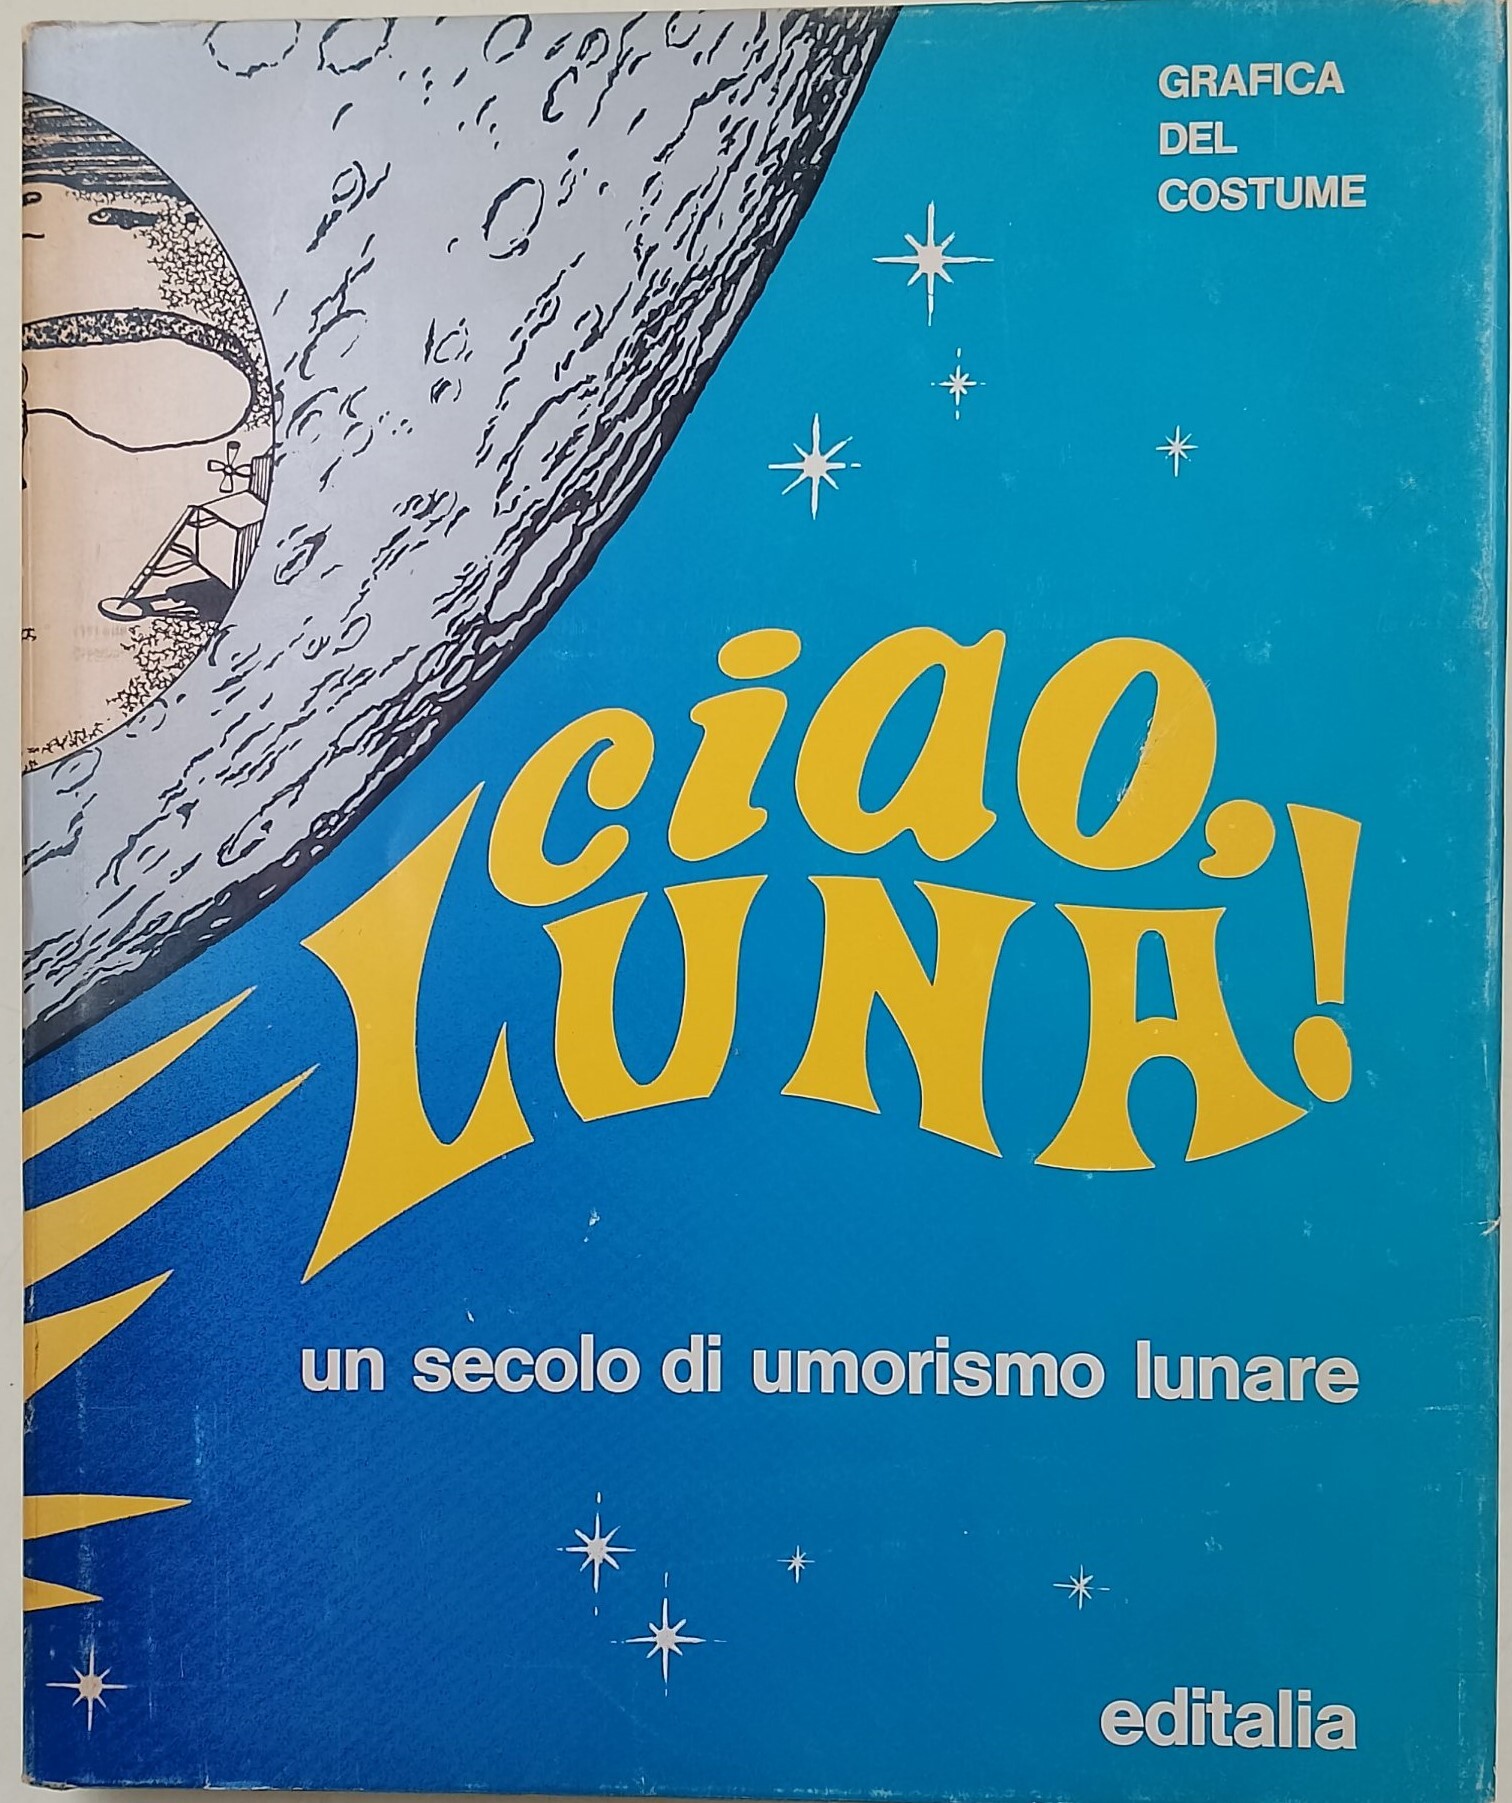 GRAFICA
DEL
COSTUME
ciao,
LUNA!
un secolo di umorismo lunare
editalia